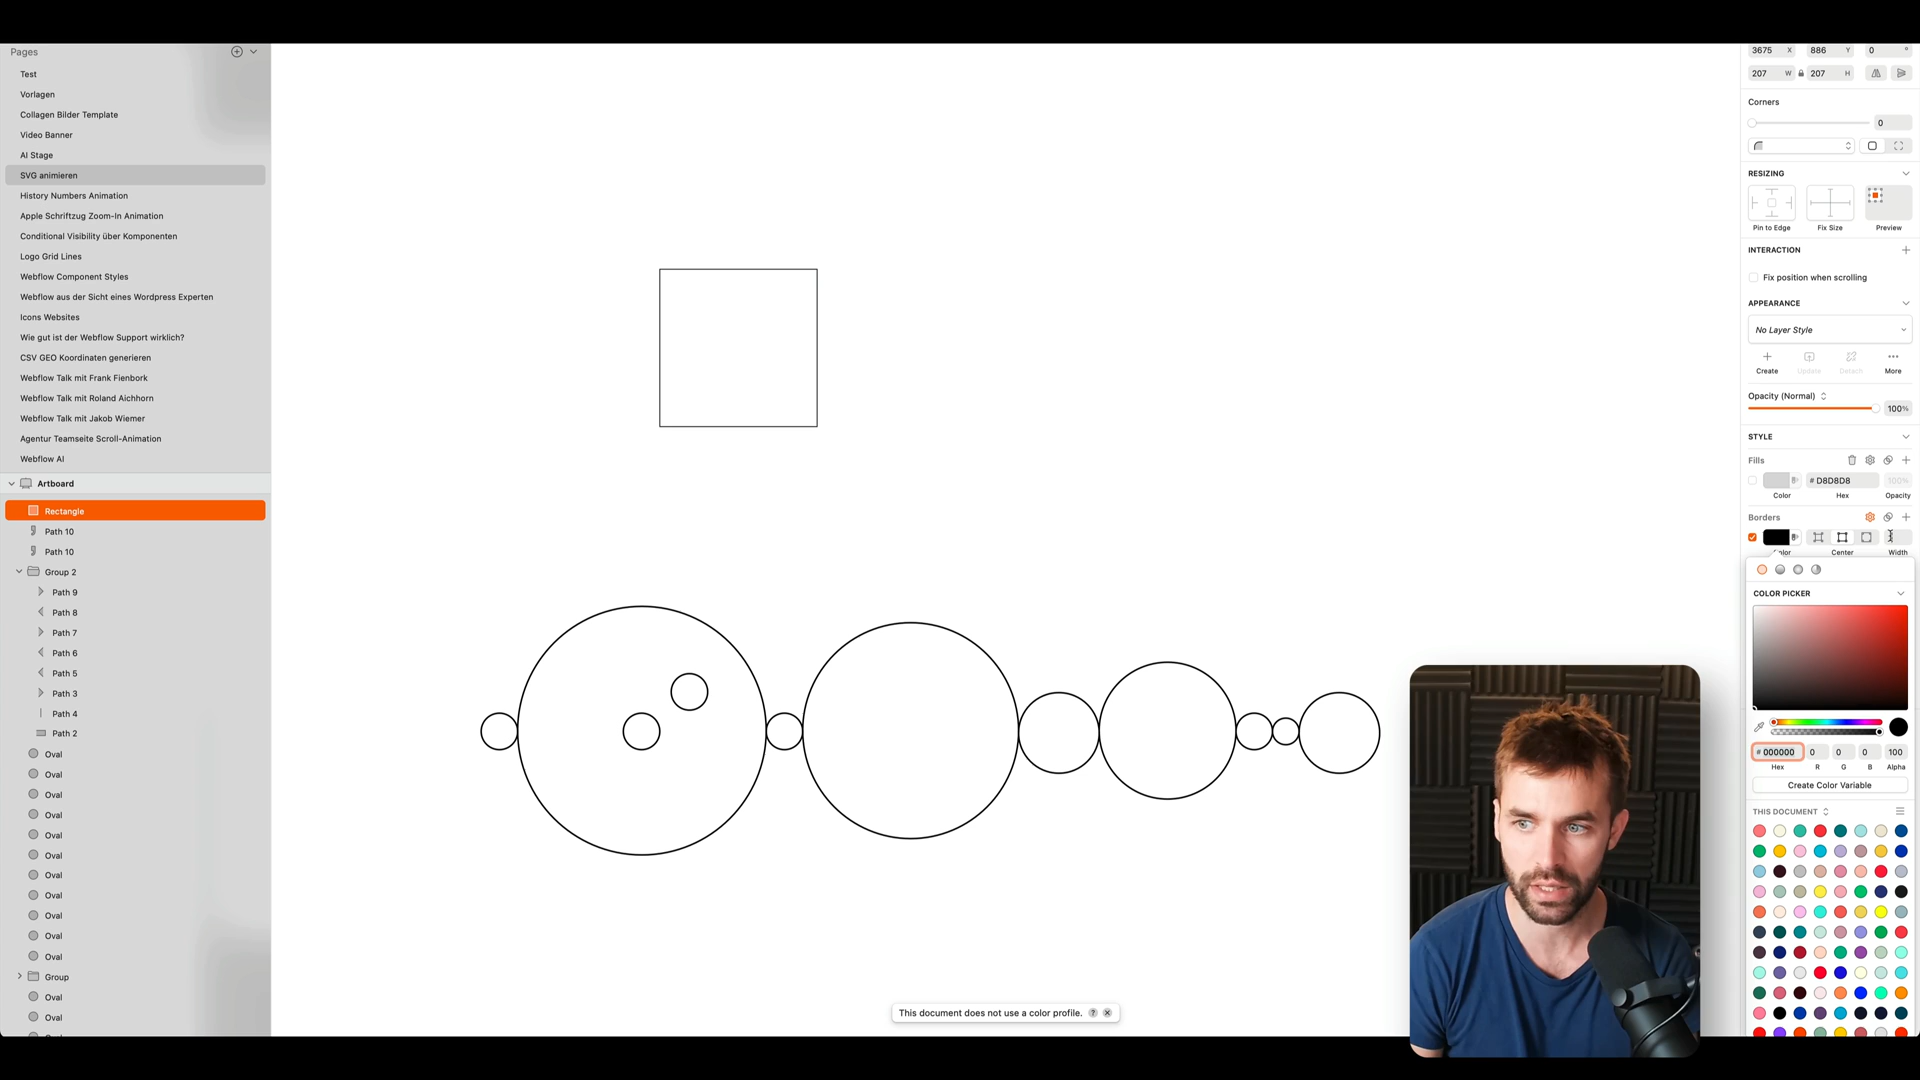 Pages
Test
Vorlagen
Collagen Bilder Template
Video Banner
AI Stage
SVG animieren
History Numbers Animation
Apple Schriftzug Zoom-In Animation
Conditional Visibility über Komponenten
Logo Grid Lines
Webflow Component Styles
Webflow aus der Sicht eines Wordpress Experten
Icons Websites
Wie gut ist der Webflow Support wirklich?
CSV GEO Koordinaten generieren
Webflow Talk mit Frank Fienbork
Webflow Talk mit Roland Aichhorn
Webflow Talk mit Jakob Wiemer
Agentur Teamseite Scroll-Animation
Webflow AI
Artboard
Rectangle
Path 10
Path 10
Group 2
Path 9
Path 8
Path 7
Path 6
Path 5
Path 3
Path 4
Path 2
Oval
Oval
Oval
Oval
Oval
Oval
Oval
Oval
Oval
Oval
Oval
Group
Oval
Oval
This document does not use a color profile. ?
3675 X 886 Y 0 °
207 W 207 H
Corners
0
RESIZING
Pin to Edge Fix Size Preview
INTERACTION
Fix position when scrolling
APPEARANCE
No Layer Style
Create Update Detach More
Opacity (Normal) 100%
STYLE
Fills
# D8D8D8 100%
Color Hex Opacity
Borders
Color Center Width
COLOR PICKER
# 000000 0 0 0 100
Hex R G B Alpha
Create Color Variable
THIS DOCUMENT